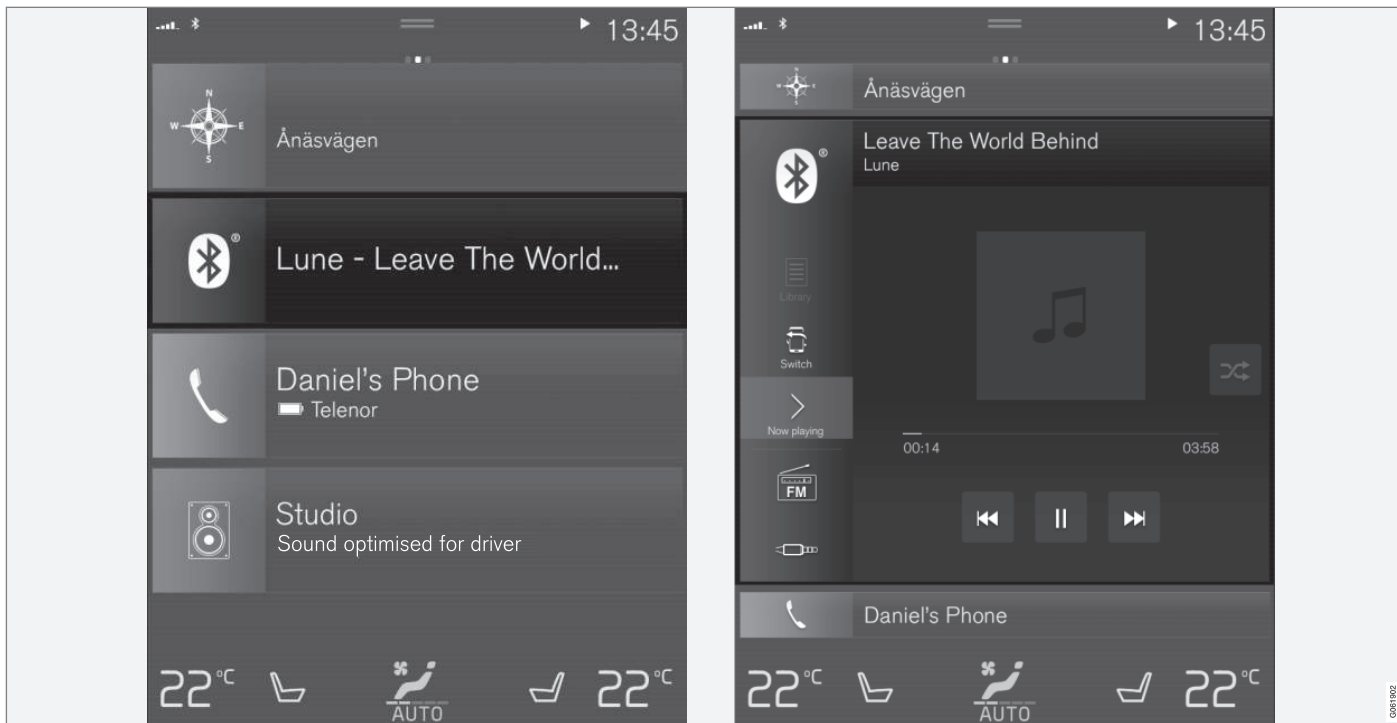 13:45
N
W E
S
Ånäsvägen
®
Lune - Leave The World...
Daniel's Phone
Telenor
Studio
Sound optimised for driver
22°C
AUTO
22°C
13:45
N
W E
S
Ånäsvägen
®
Leave The World Behind
Lune
Library
Switch
Now playing
00:14
03:58
FM
Daniel's Phone
22°C
AUTO
22°C
G051902